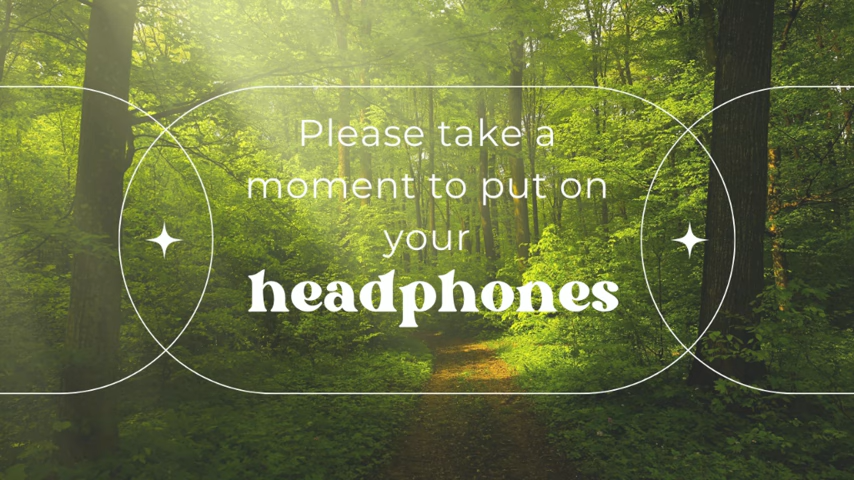 Please take a
moment to put on
your
headphones